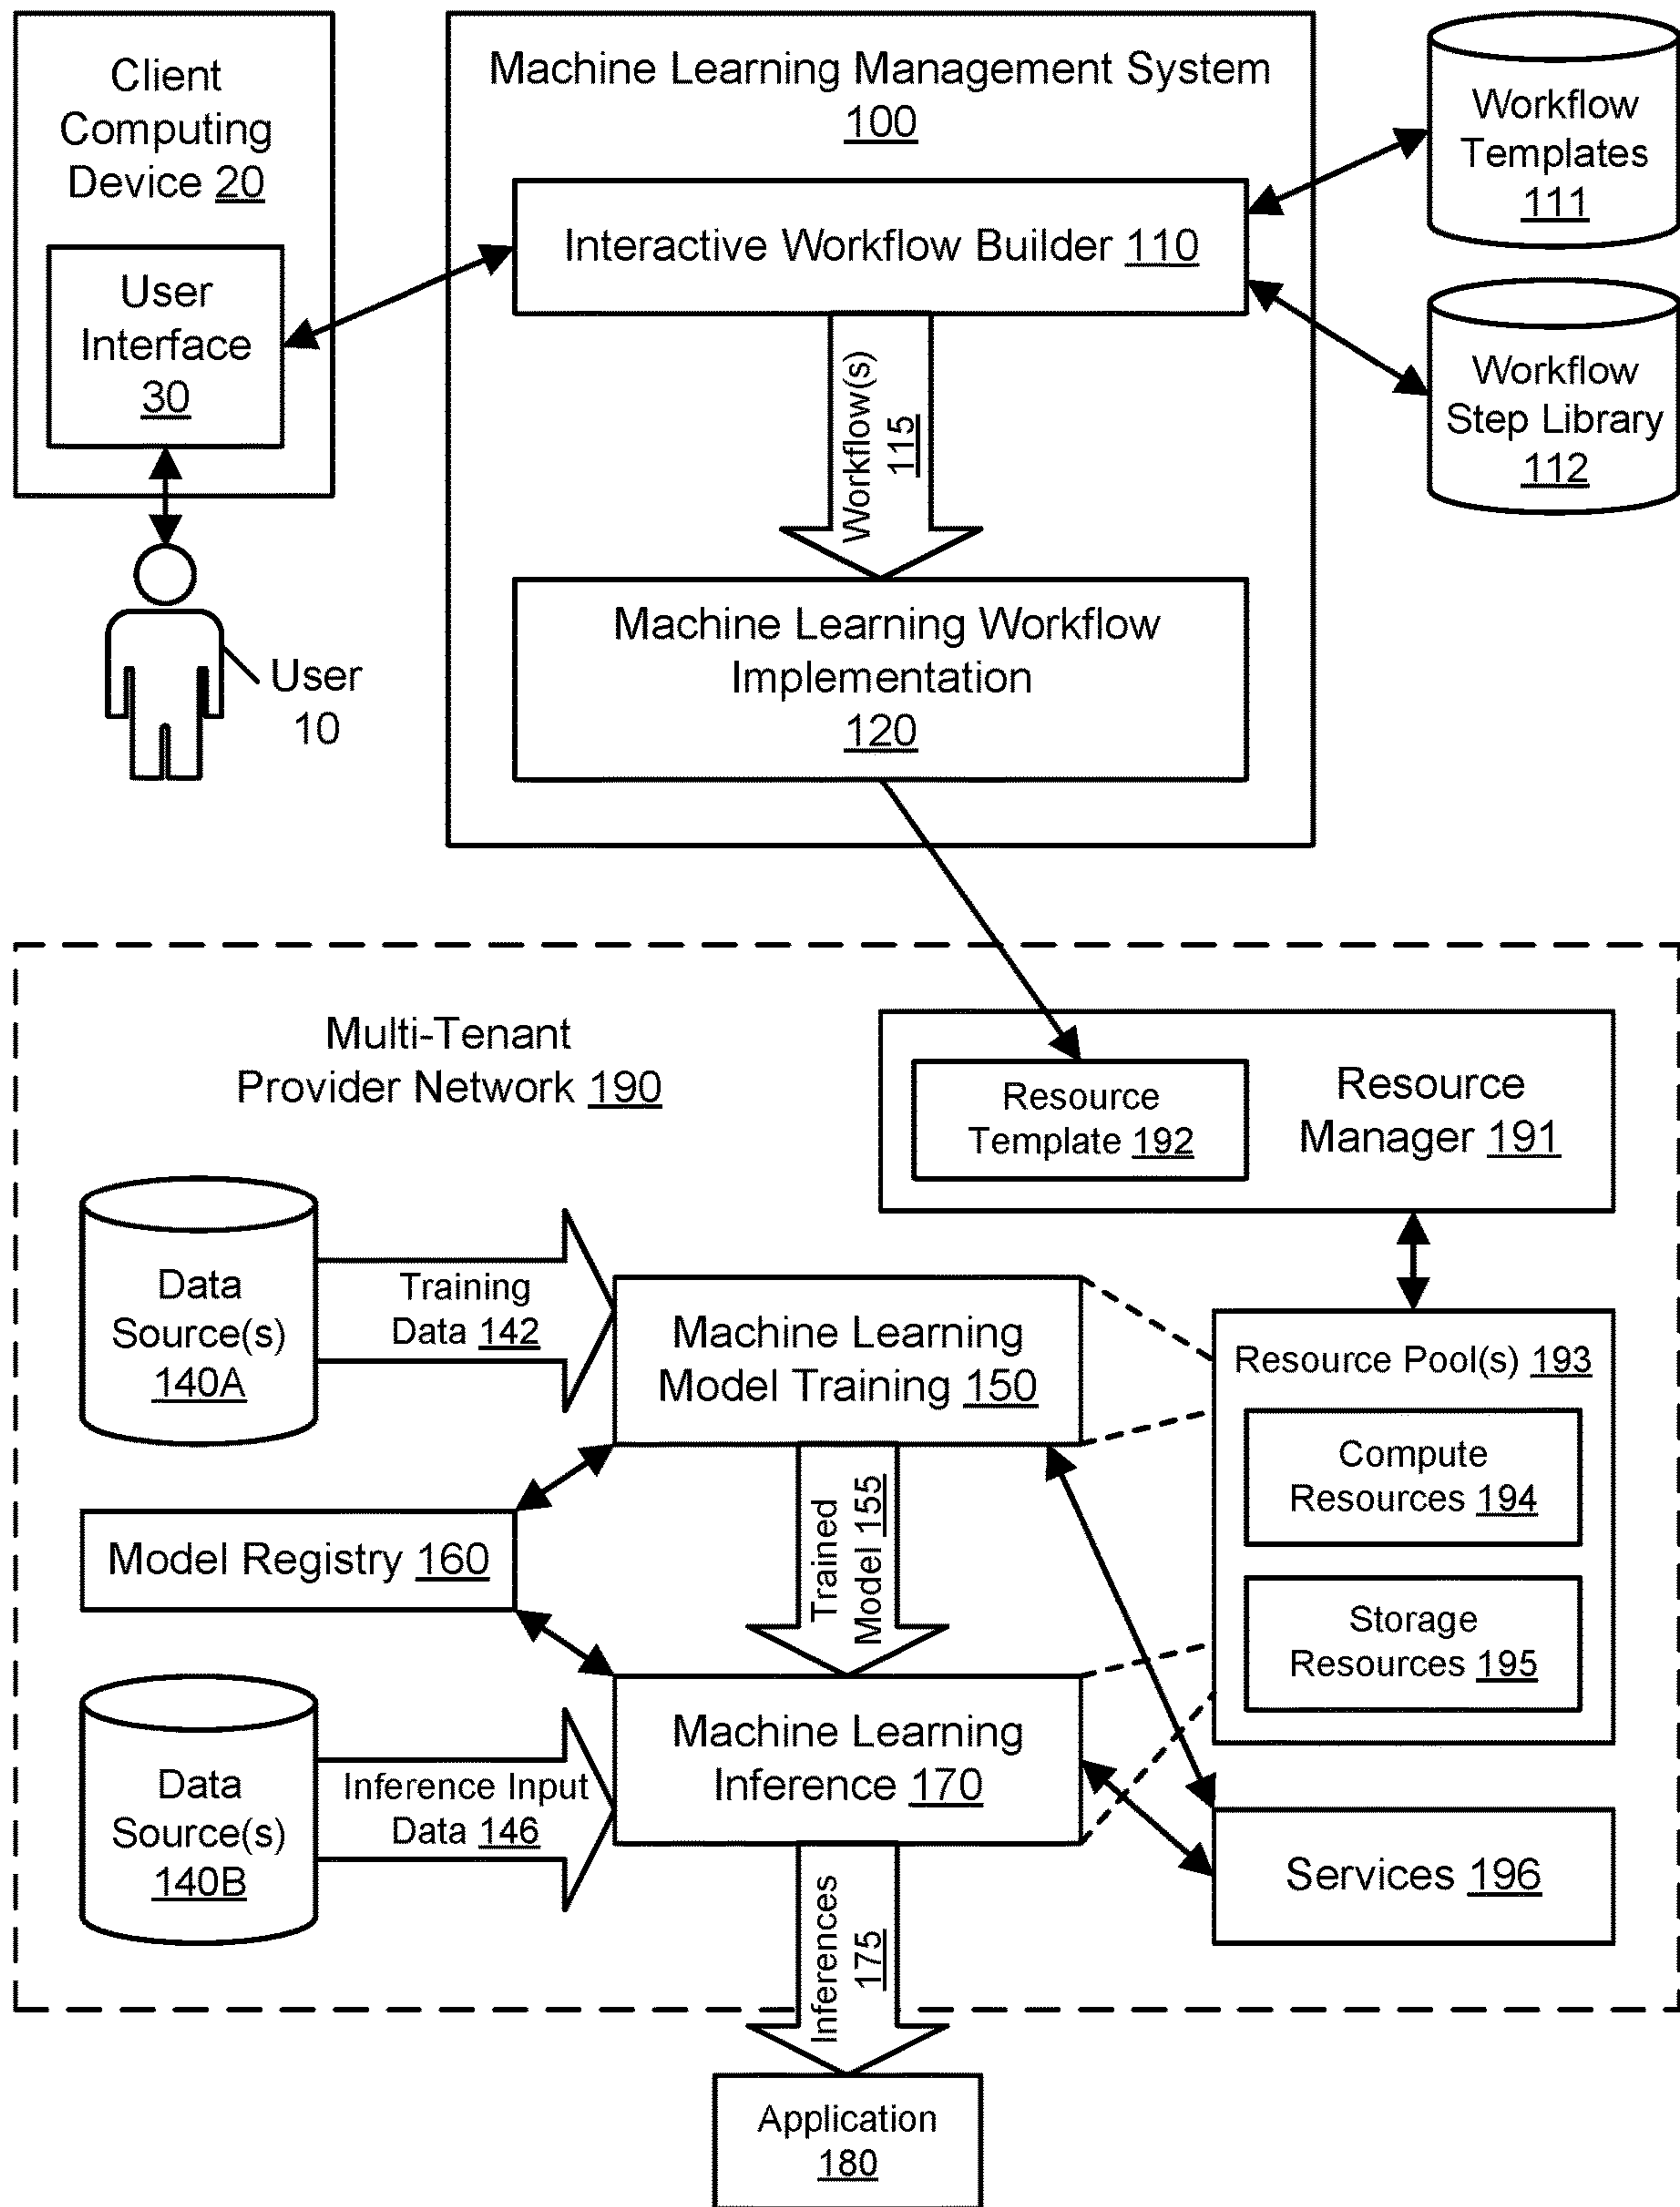 Client
Computing
Device 20
User
Interface
30
User
10
Machine Learning Management System
100
Interactive Workflow Builder 110
Workflow(s)
115
Machine Learning Workflow
Implementation
120
Workflow
Templates
111
Workflow
Step Library
112
Multi-Tenant
Provider Network 190
Resource
Template 192
Resource
Manager 191
Data
Source(s)
140A
Training
Data 142
Machine Learning
Model Training 150
Resource Pool(s) 193
Compute
Resources 194
Storage
Resources 195
Model Registry 160
Trained
Model 155
Data
Source(s)
140B
Inference Input
Data 146
Machine Learning
Inference 170
Services 196
Inferences
175
Application
180